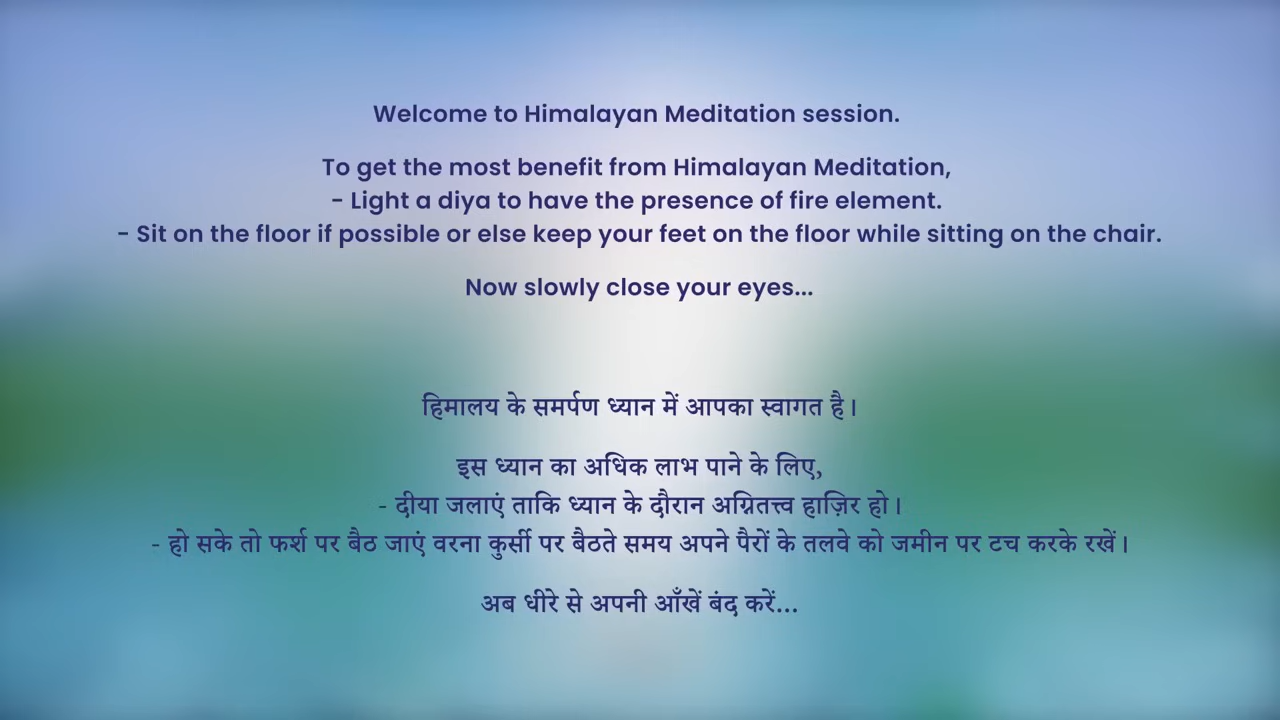 Welcome to Himalayan Meditation session.
To get the most benefit from Himalayan Meditation,
- Light a diya to have the presence of fire element.
- Sit on the floor if possible or else keep your feet on the floor while sitting on the chair.
Now slowly close your eyes...
हिमालय के समर्पण ध्यान में आपका स्वागत है।
इस ध्यान का अधिक लाभ पाने के लिए,
- दीया जलाएं ताकि ध्यान के दौरान अग्नितत्त्व हाज़िर हो।
- हो सके तो फर्श पर बैठ जाएं वरना कुर्सी पर बैठते समय अपने पैरों के तलवे को जमीन पर टच करके रखें।
अब धीरे से अपनी आँखें बंद करें...